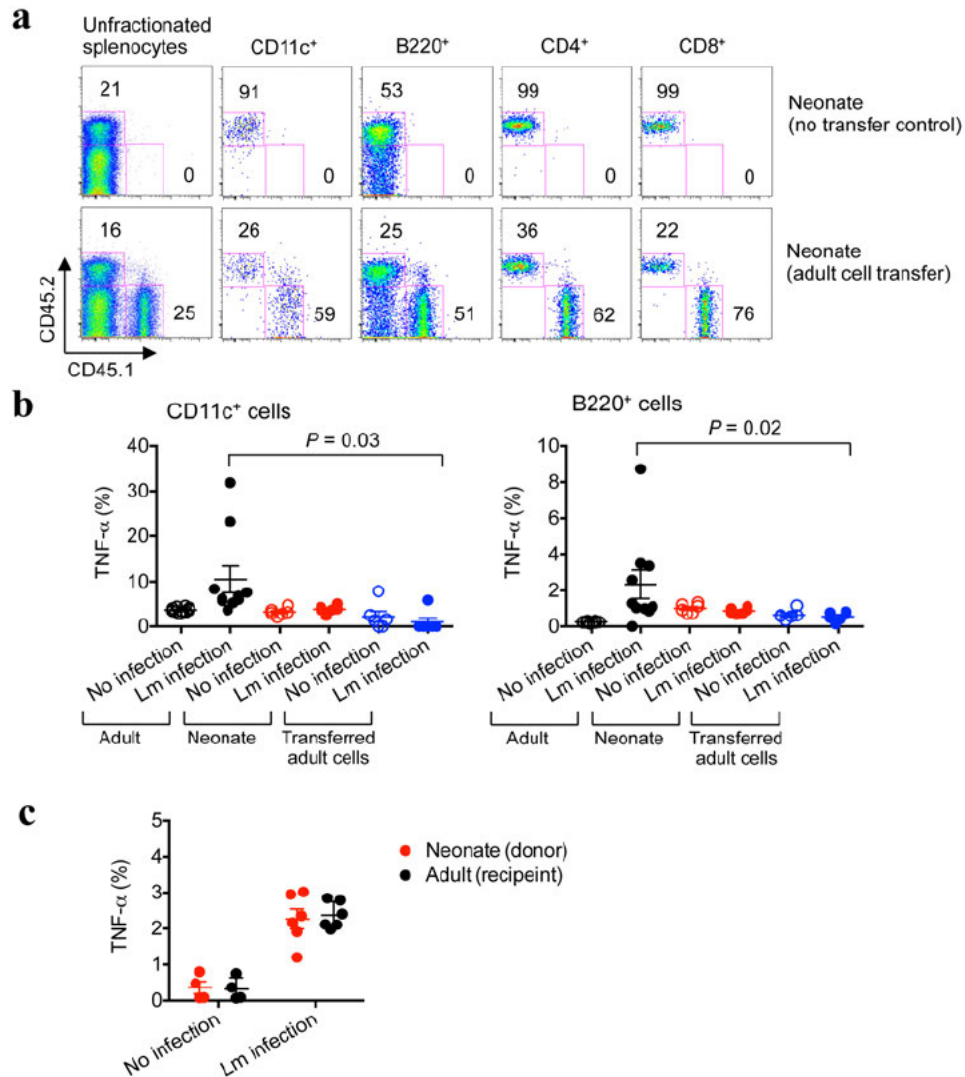 a
Unfractionated
splenocytes
CD11c⁺
B220⁺
CD4⁺
CD8⁺
21
0
91
0
53
0
99
0
99
0
Neonate
(no transfer control)
16
25
26
59
25
51
36
62
22
76
Neonate
(adult cell transfer)
CD45.2
CD45.1
b
CD11c⁺ cells
P = 0.03
TNF-α (%)
40
30
20
10
0
No infection
Lm infection
No infection
Lm infection
No infection
Lm infection
Adult
Neonate
Transferred
adult cells
B220⁺ cells
P = 0.02
TNF-α (%)
10
8
6
4
2
0
No infection
Lm infection
No infection
Lm infection
No infection
Lm infection
Adult
Neonate
Transferred
adult cells
c
TNF-α (%)
5
4
3
2
1
0
No infection
Lm infection
Neonate (donor)
Adult (recipeint)